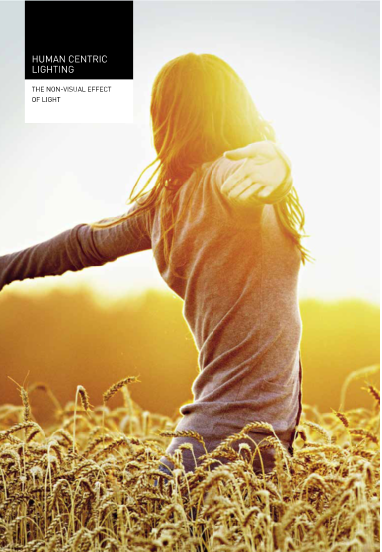 HUMAN CENTRIC
LIGHTING
THE NON-VISUAL EFFECT
OF LIGHT